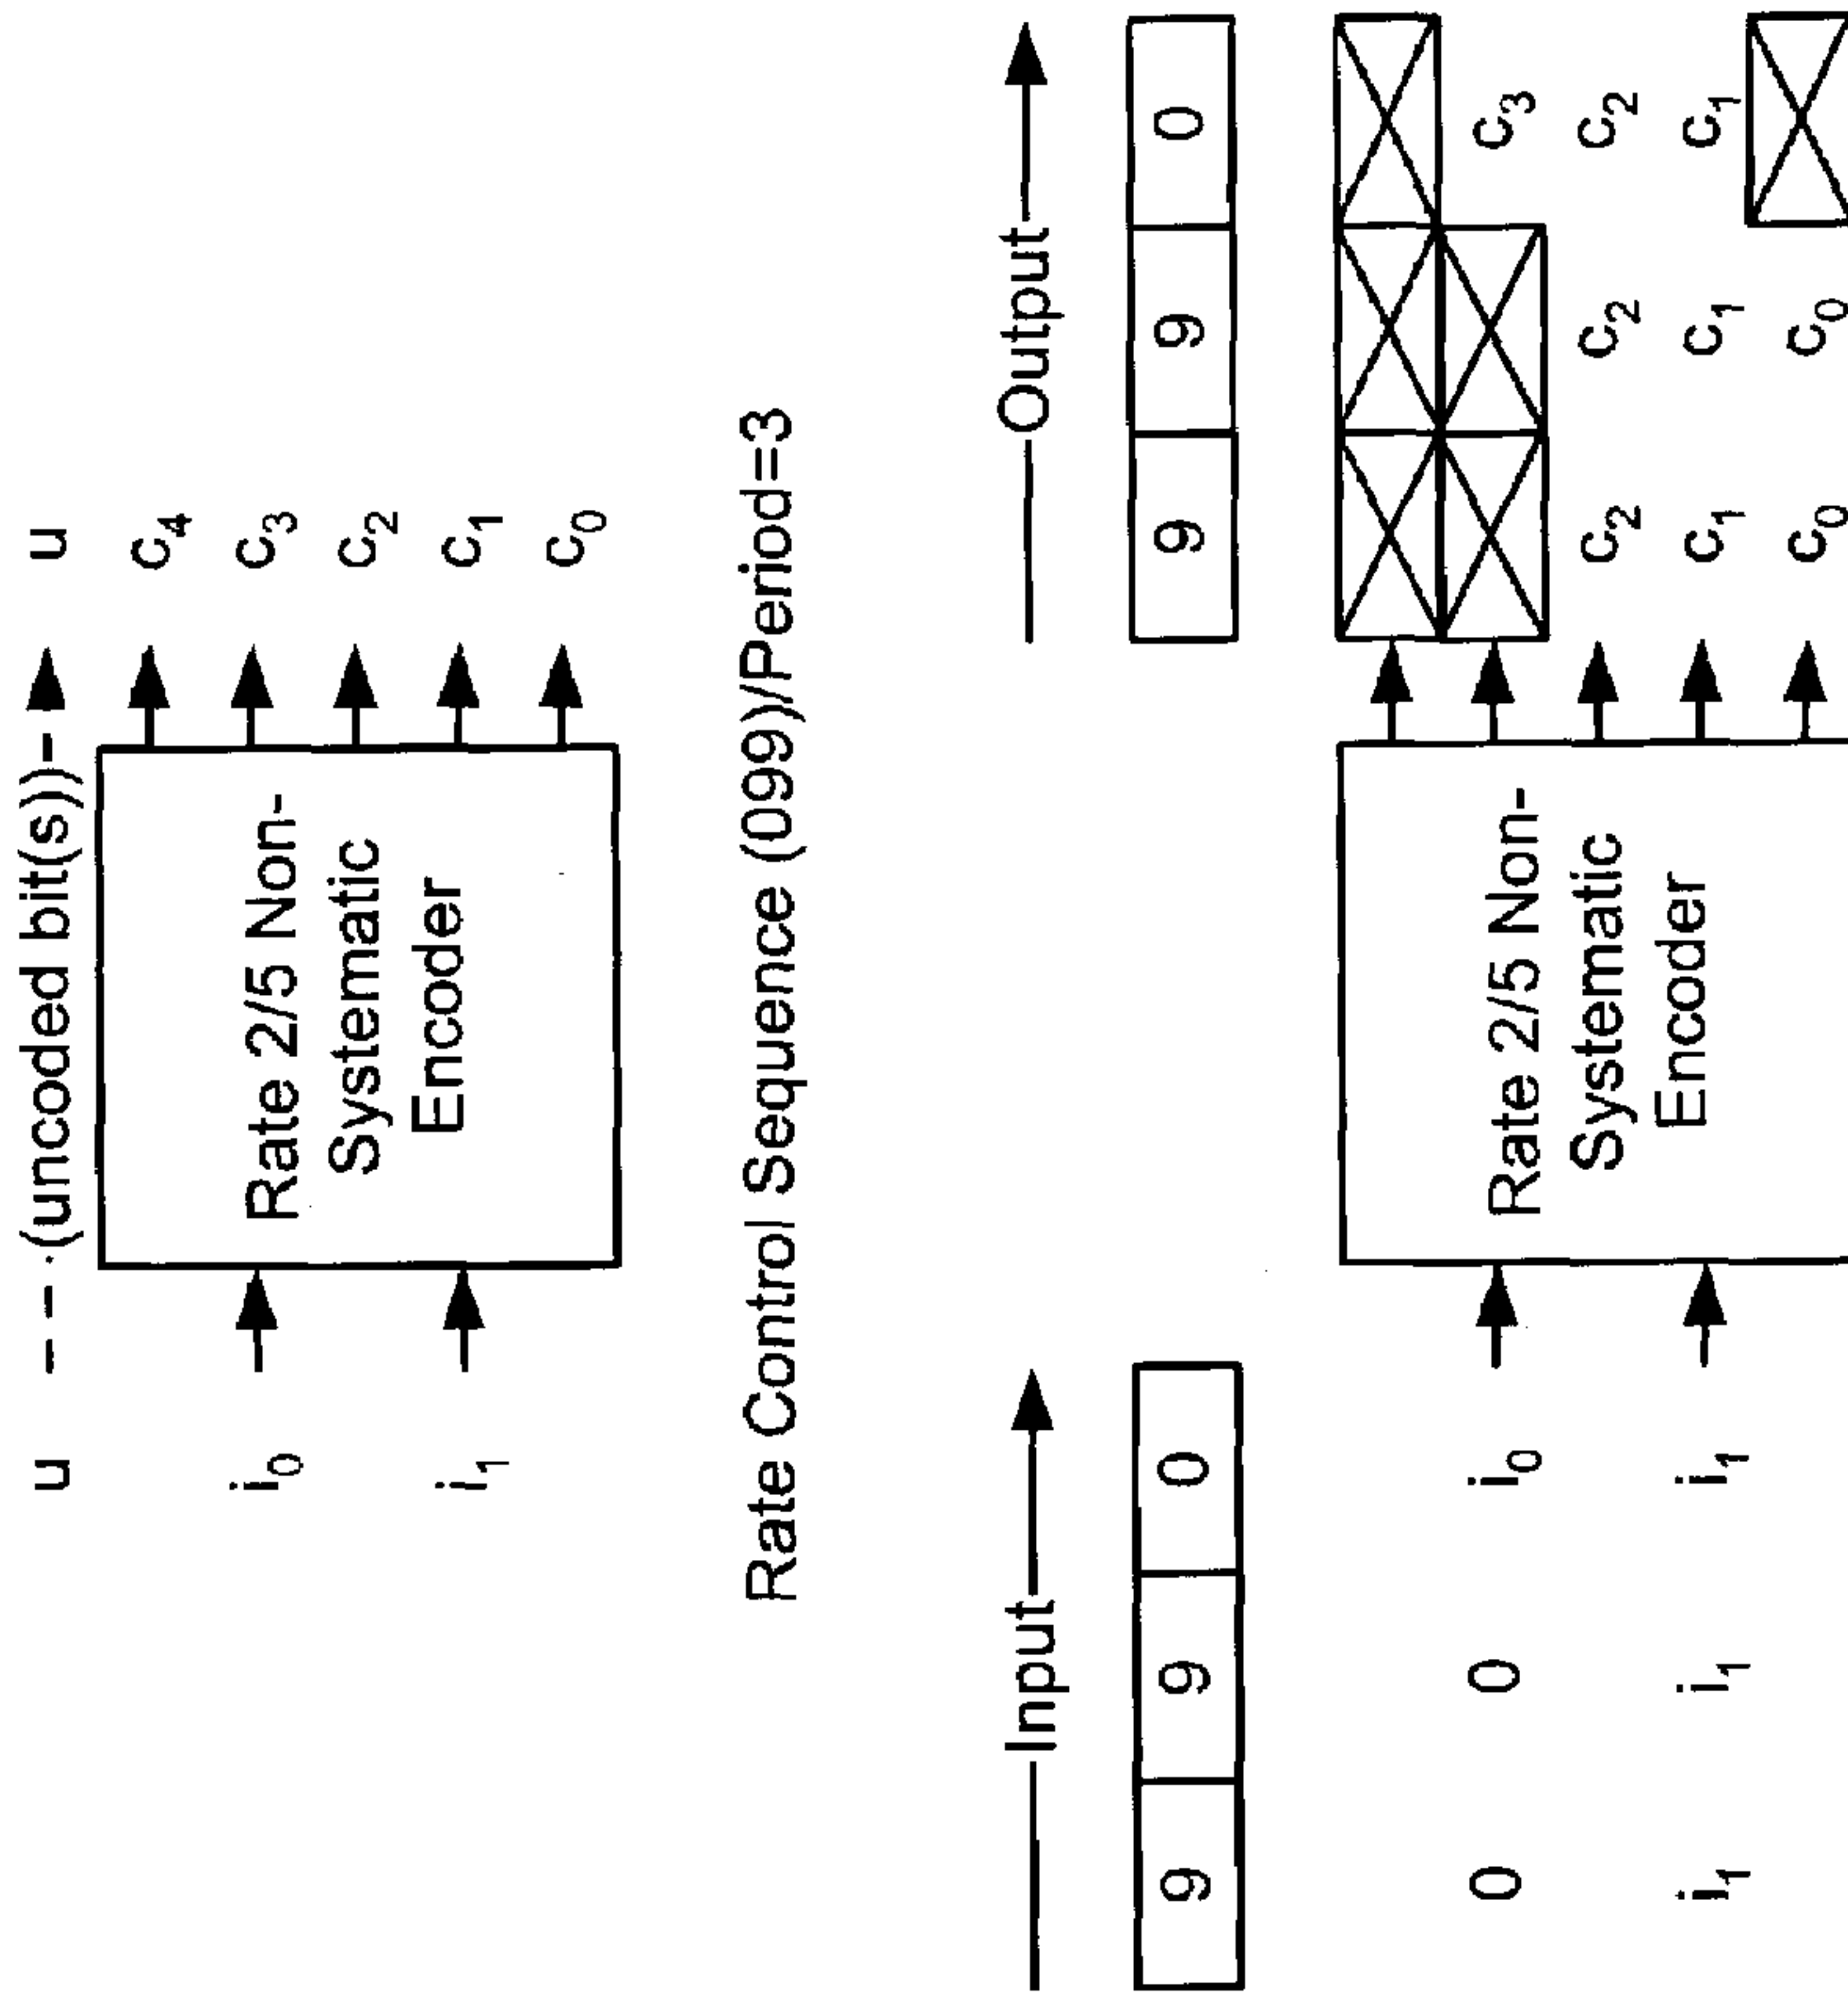 u - - - (uncoded bit(s)) - u
c4
i0 Rate 2/5 Non- c3
Systematic c2
i1 Encoder c1
c0
Rate Control Sequence (099)/Period=3
Input Output
9 9 0 9 9 0
0 0 i0 Rate 2/5 Non- c3
Systematic c2 c2 c2
i1 i1 i1 Encoder c1 c1 c1
c0 c0